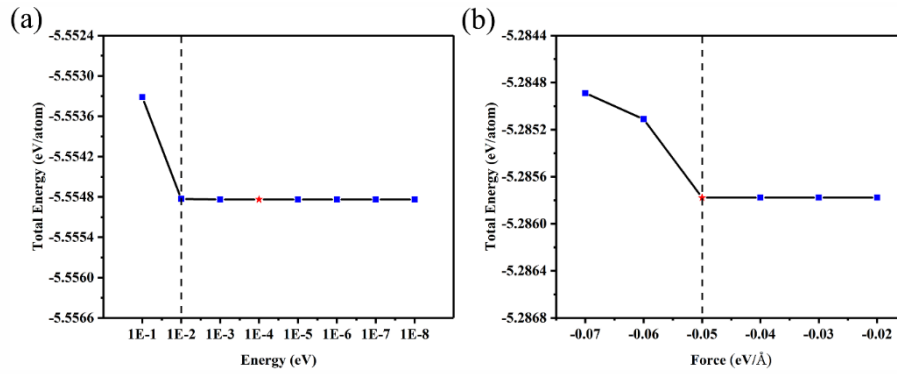 (a)
Total Energy (eV/atom)
-5.5524
-5.5530
-5.5536
-5.5542
-5.5548
-5.5554
-5.5560
-5.5566
1E-1 1E-2 1E-3 1E-4 1E-5 1E-6 1E-7 1E-8
Energy (eV)
(b)
Total Energy (eV/atom)
-5.2844
-5.2848
-5.2852
-5.2856
-5.2860
-5.2864
-5.2868
-0.07 -0.06 -0.05 -0.04 -0.03 -0.02
Force (eV/Å)